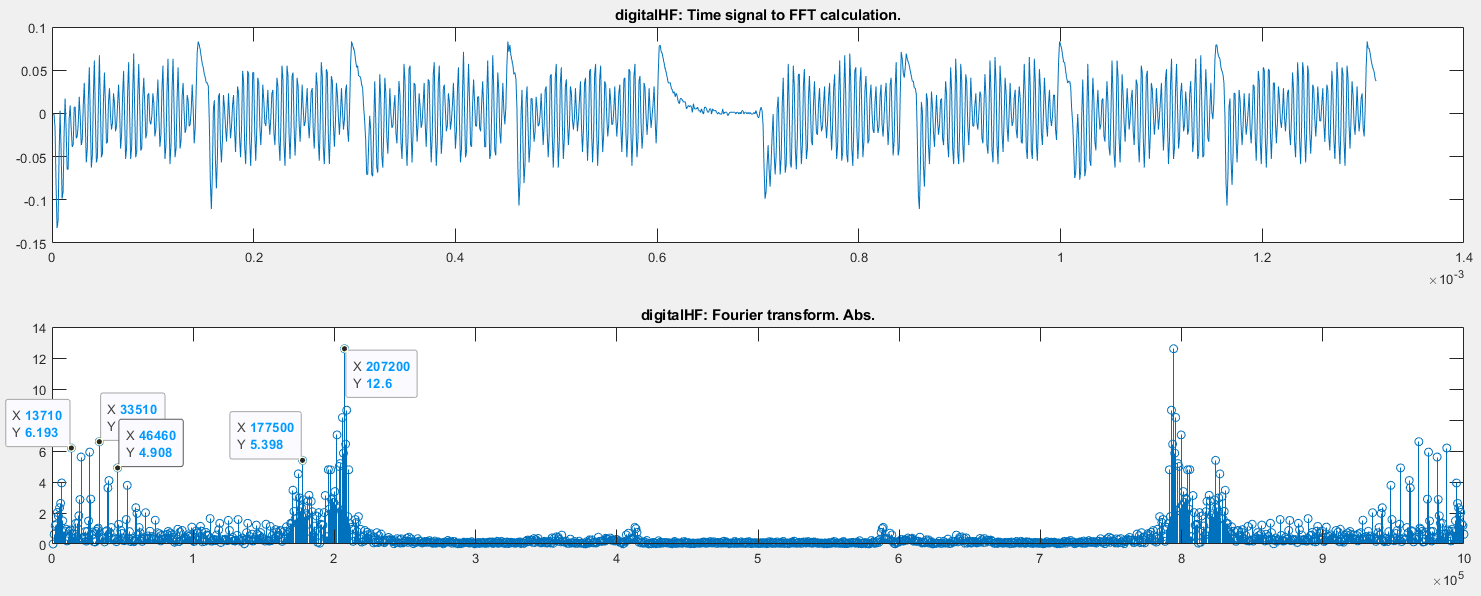 digitalHF: Time signal to FFT calculation.
0.1
0.05
0
-0.05
-0.1
-0.15
0 0.2 0.4 0.6 0.8 1 1.2 1.4
×10-3
digitalHF: Fourier transform. Abs.
14
12
10
8
6
4
2
0
X 207200
Y 12.6
X 13710
Y 6.193
X 33510
Y
X 46460
Y 4.908
X 177500
Y 5.398
0 1 2 3 4 5 6 7 8 9 10
×105